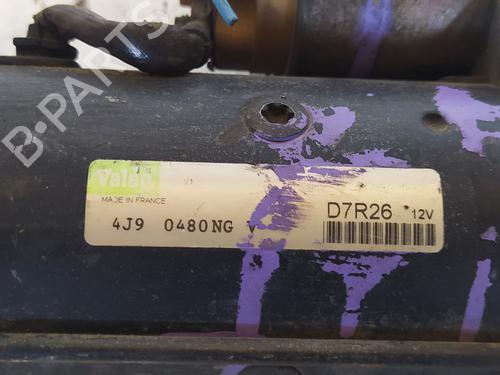 B-PARTS
Valeo
MADE IN FRANCE
4J9 0480NG
D7R26 12V